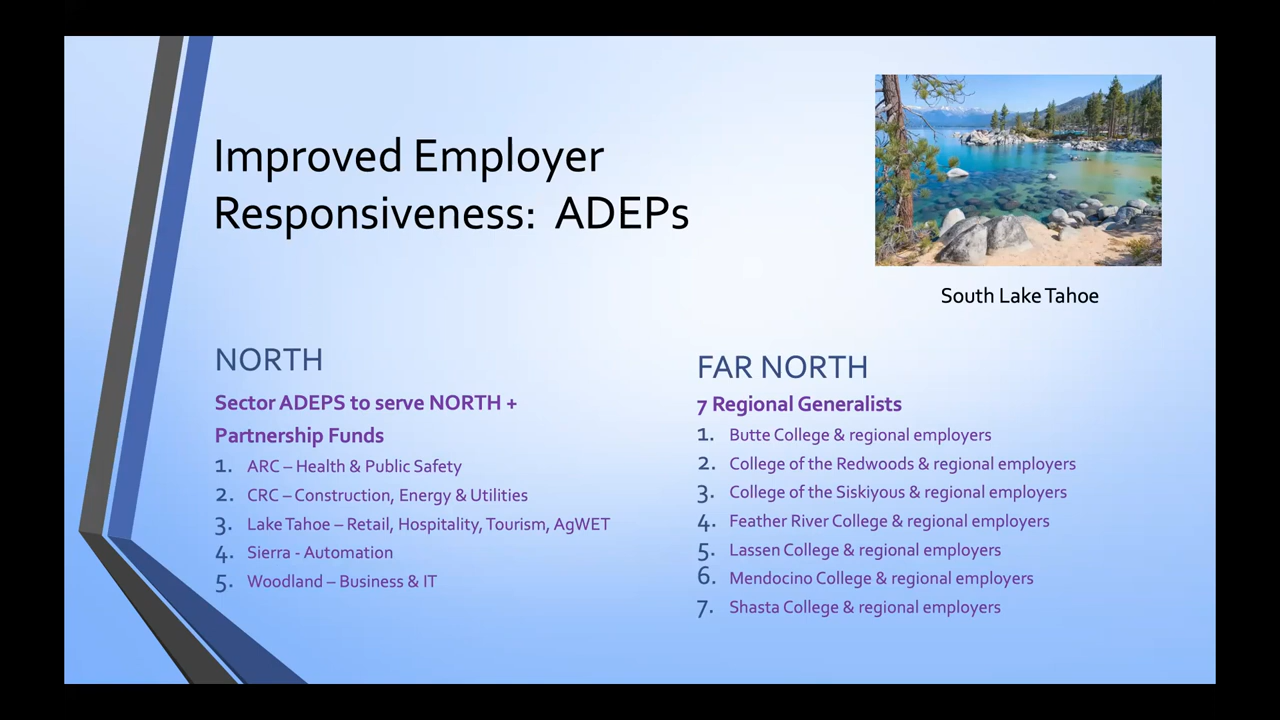 Improved Employer
Responsiveness: ADEPs
South Lake Tahoe
NORTH
Sector ADEPS to serve NORTH +
Partnership Funds
1. ARC – Health & Public Safety
2. CRC – Construction, Energy & Utilities
3. Lake Tahoe – Retail, Hospitality, Tourism, AgWET
4. Sierra - Automation
5. Woodland – Business & IT
FAR NORTH
7 Regional Generalists
1. Butte College & regional employers
2. College of the Redwoods & regional employers
3. College of the Siskiyous & regional employers
4. Feather River College & regional employers
5. Lassen College & regional employers
6. Mendocino College & regional employers
7. Shasta College & regional employers